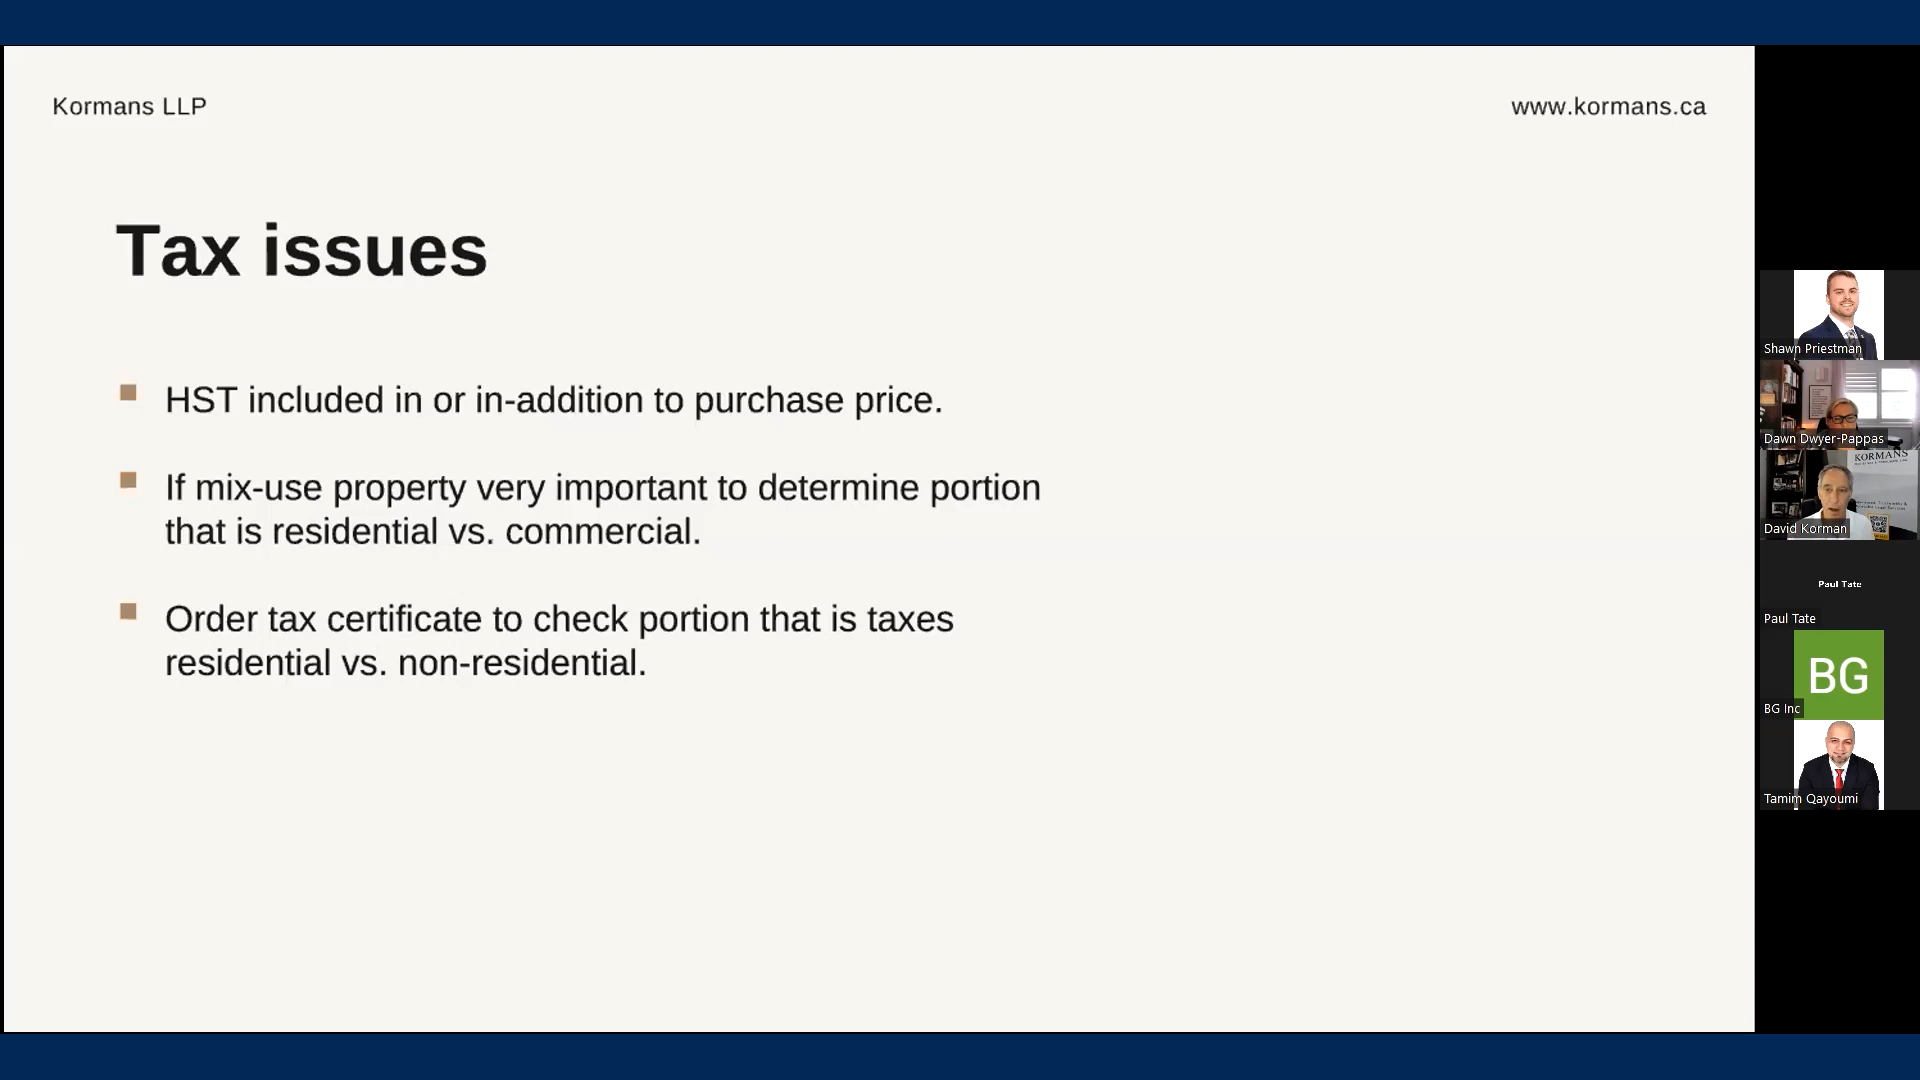 Kormans LLP
www.kormans.ca
Tax issues
HST included in or in-addition to purchase price.
If mix-use property very important to determine portion
that is residential vs. commercial.
Order tax certificate to check portion that is taxes
residential vs. non-residential.
Shawn Priestman
Dawn Dwyer-Pappas
KORMANS
David Korman
Paul Tate
Paul Tate
BG
BG Inc
Tamim Qayoumi